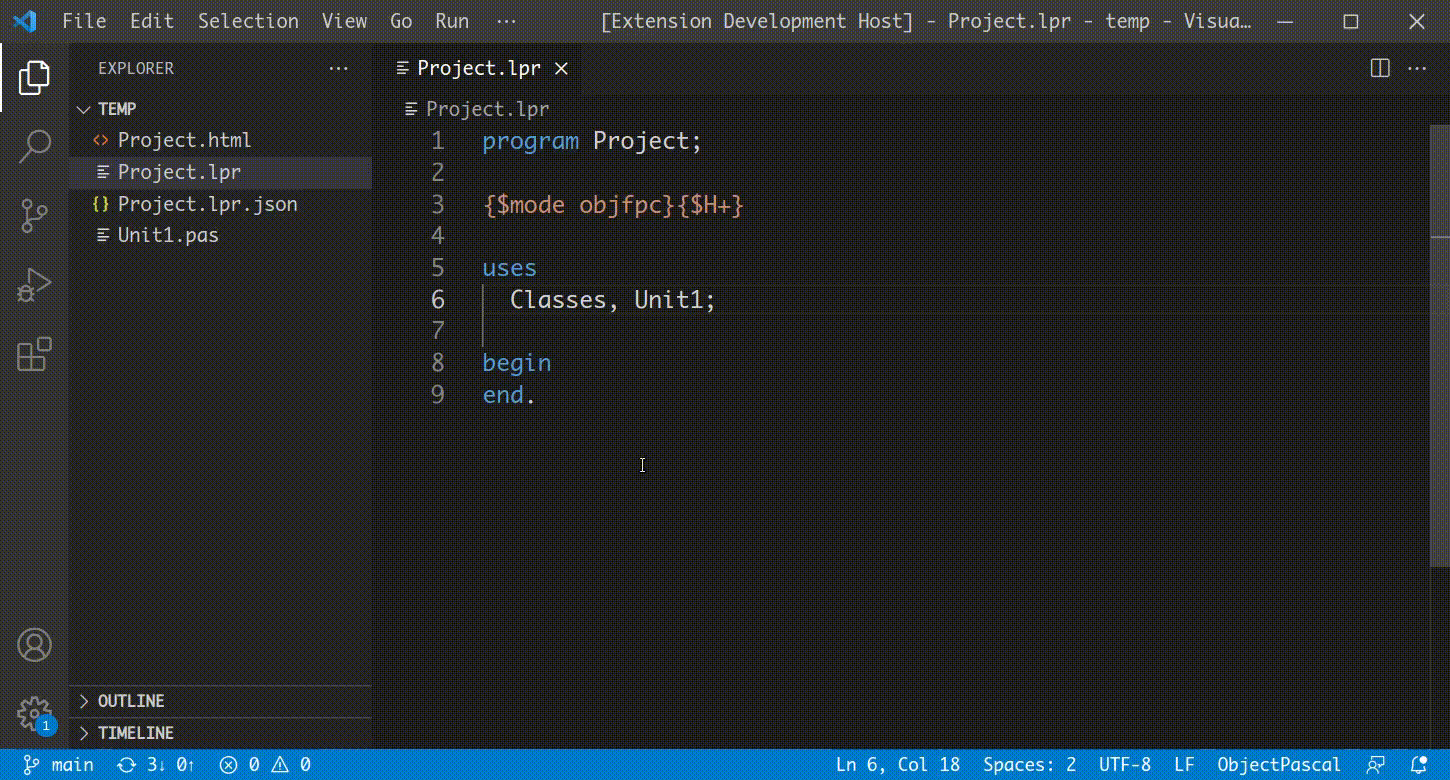 File Edit Selection View Go Run ··· [Extension Development Host] - Project.lpr - temp - Visua...
EXPLORER ···
TEMP
Project.html
Project.lpr
{} Project.lpr.json
Unit1.pas
OUTLINE
TIMELINE
Project.lpr
Project.lpr
1 program Project;
2
3 {$mode objfpc}{$H+}
4
5 uses
6 Classes, Unit1;
7
8 begin
9 end.
1
main 3↓ 0↑ 0 0 Ln 6, Col 18 Spaces: 2 UTF-8 LF ObjectPascal